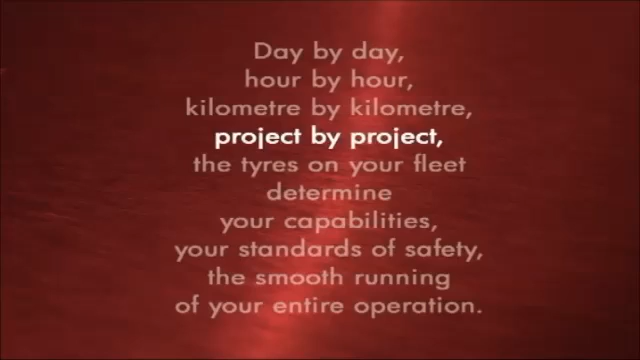 Day by day,
hour by hour,
kilometre by kilometre,
project by project,
the tyres on your fleet
determine
your capabilities,
your standards of safety,
the smooth running
of your entire operation.